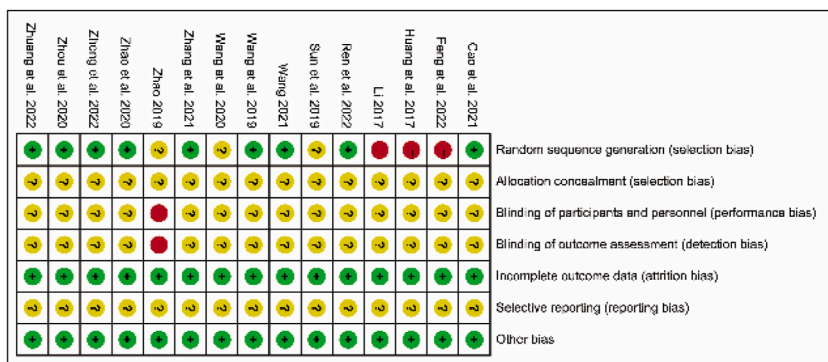 Zhuang et al. 2022
Zhou et al. 2020
Zhong et al. 2022
Zhao et al. 2020
Zhao 2019
Zhang et al. 2021
Wang et al. 2020
Wang et al. 2019
Wang 2021
Sun et al. 2019
Ren et al. 2022
Li 2017
Huang et al. 2017
Feng et al. 2022
Cao et al. 2021
+ + + + ? + ? + + ? + - - + Random sequence generation (selection bias)
? ? ? ? ? ? ? ? ? ? ? ? ? ? ? Allocation concealment (selection bias)
? ? ? ? ? ? ? ? ? ? ? ? ? ? Blinding of participants and personnel (performance bias)
? ? ? ? ? ? ? ? ? ? ? ? ? ? Blinding of outcome assessment (detection bias)
+ + + + + + + + + + + + + + + Incomplete outcome data (attrition bias)
? ? ? ? ? ? ? ? ? ? ? ? ? ? ? Selective reporting (reporting bias)
+ + + + + + + + + + + + + + + Other bias